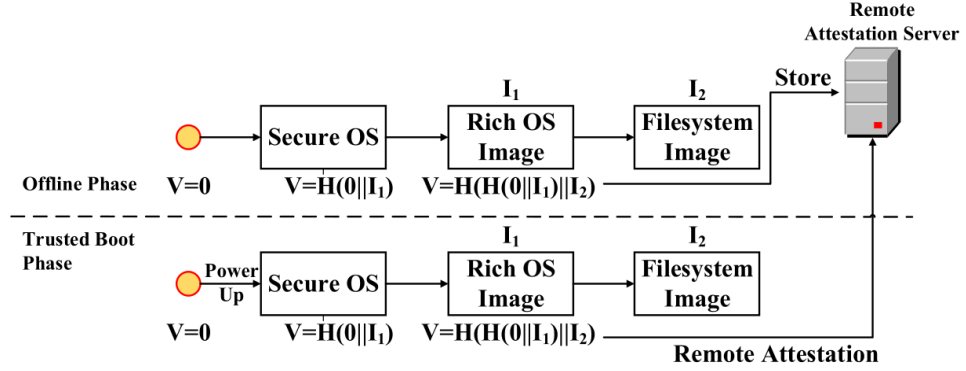 Remote
Attestation Server
Store
I₁
I₂
Secure OS
Rich OS
Image
Filesystem
Image
Offline Phase
V=0
V=H(0||I₁)
V=H(H(0||I₁)||I₂)
Trusted Boot
Phase
I₁
I₂
Power
Up
Secure OS
Rich OS
Image
Filesystem
Image
V=0
V=H(0||I₁)
V=H(H(0||I₁)||I₂)
Remote Attestation